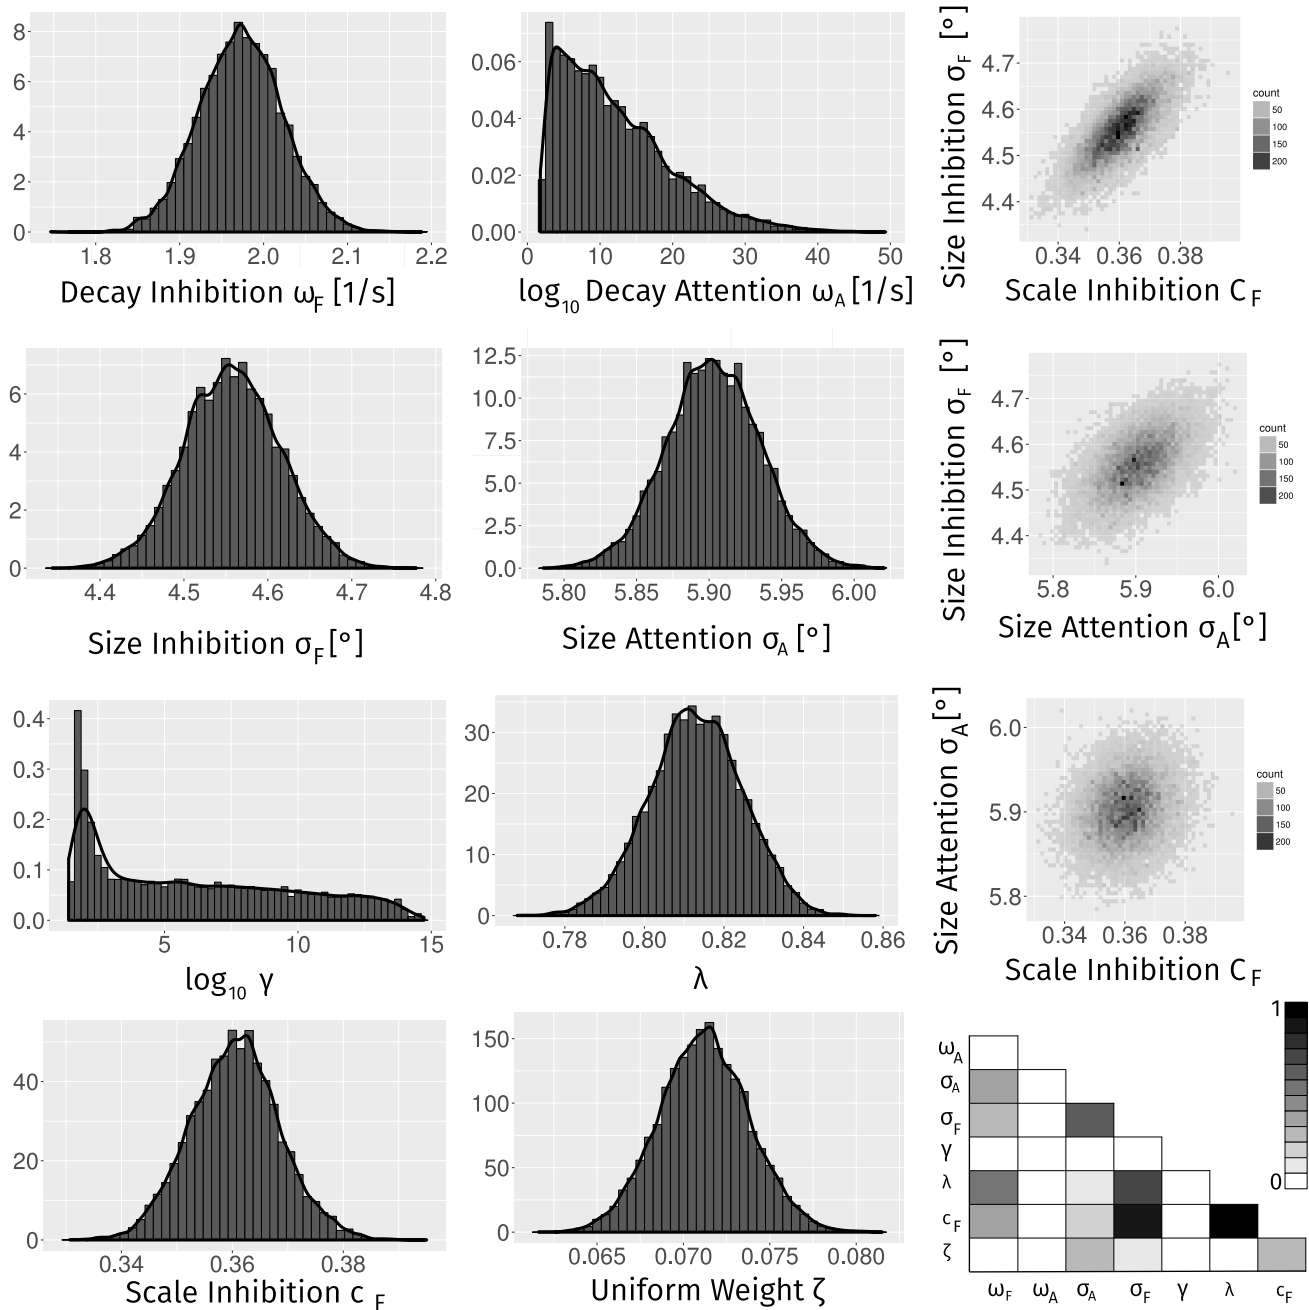 8
6
4
2
0
1.8 1.9 2.0 2.1 2.2
Decay Inhibition ω_F [1/s]
0.06
0.04
0.02
0.00
0 10 20 30 40 50
log₁₀ Decay Attention ω_A [1/s]
Size Inhibition σ_F [°]
4.7
4.6
4.5
4.4
0.34 0.36 0.38
Scale Inhibition C_F
count
50
100
150
200
6
4
2
0
4.4 4.5 4.6 4.7 4.8
Size Inhibition σ_F [°]
12.5
10.0
7.5
5.0
2.5
0.0
5.80 5.85 5.90 5.95 6.00
Size Attention σ_A [°]
Size Inhibition σ_F [°]
4.7
4.6
4.5
4.4
5.8 5.9 6.0
Size Attention σ_A[°]
count
50
100
150
200
0.4
0.3
0.2
0.1
0.0
5 10 15
log₁₀ γ
30
20
10
0
0.78 0.80 0.82 0.84 0.86
λ
Size Attention σ_A[°]
6.0
5.9
5.8
0.34 0.36 0.38
Scale Inhibition C_F
count
50
100
150
200
40
20
0
0.34 0.36 0.38
Scale Inhibition c_F
150
100
50
0
0.065 0.070 0.075 0.080
Uniform Weight ζ
ω_A
σ_A
σ_F
γ
λ
c_F
ζ
ω_F ω_A σ_A σ_F γ λ c_F
1
0